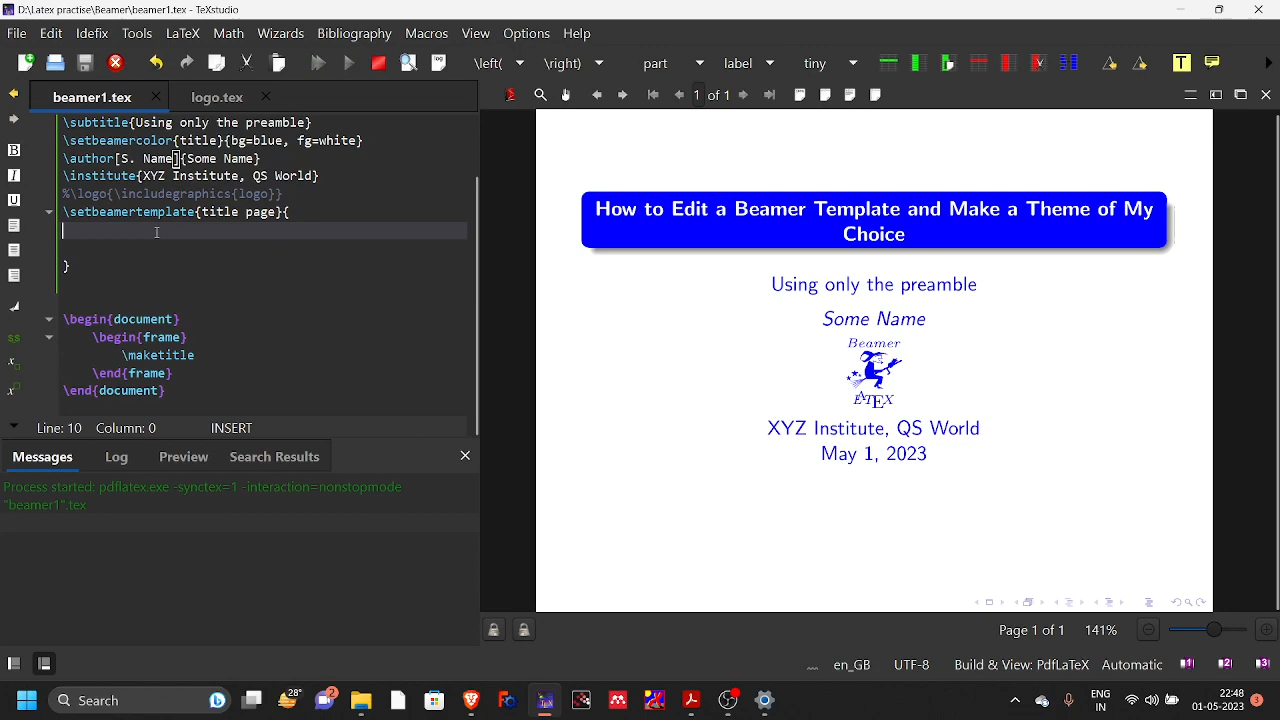 D:\Latex practise\Beamer\beamer1.tex - TeXstudio
File Edit Idefix Tools LaTeX Math Wizards Bibliography Macros View Options Help
\left( \right) part label tiny
beamer1.tex logo.tex
1 of 1
\subtitle{Using only the preamble}
\setbeamercolor{title}{bg=blue, fg=white}
\author[S. Name]{Some Name}
\institute{XYZ Institute, QS World}
%\logo{\includegraphics{logo}}
\setbeamertemplate{title page}{
}
\begin{document}
\begin{frame}
\maketitle
\end{frame}
\end{document}
Line: 10 Column: 0 INSERT
Messages Log Preview Search Results
Process started: pdflatex.exe -synctex=1 -interaction=nonstopmode
"beamer1".tex
How to Edit a Beamer Template and Make a Theme of My
Choice
Using only the preamble
Some Name
Beamer
LATEX
XYZ Institute, QS World
May 1, 2023
Page 1 of 1 141%
en_GB UTF-8 Build & View: PdfLaTeX Automatic
Search 28° 2 ENG 22:48
IN 01-05-2023 3